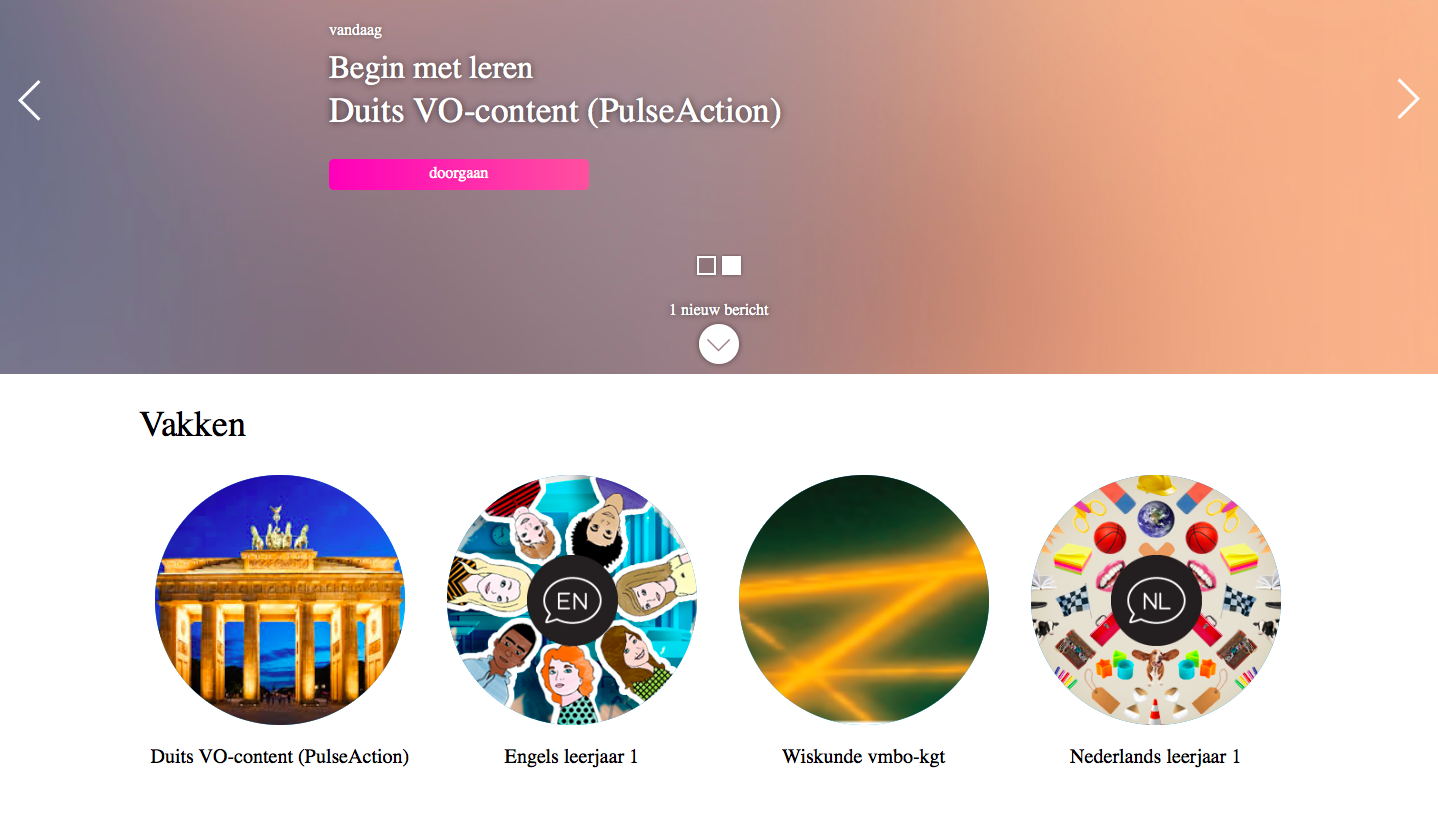 vandaag
Begin met leren
Duits VO-content (PulseAction)
doorgaan
1 nieuw bericht
Vakken
EN
NL
Duits VO-content (PulseAction)
Engels leerjaar 1
Wiskunde vmbo-kgt
Nederlands leerjaar 1